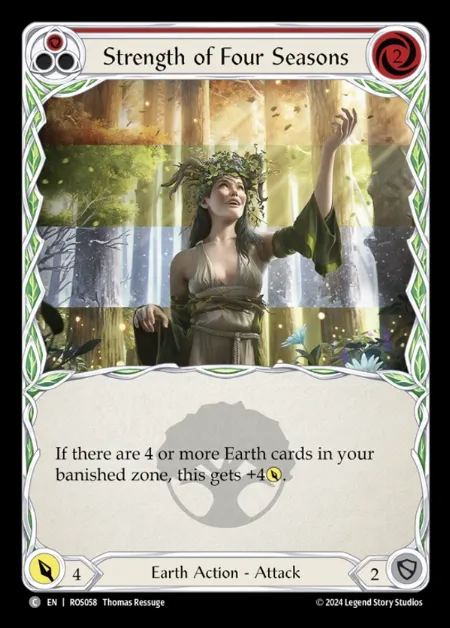 Strength of Four Seasons
2
If there are 4 or more Earth cards in your
banished zone, this gets +4.
4
Earth Action - Attack
2
C EN | ROS058 Thomas Ressuge
© 2024 Legend Story Studios